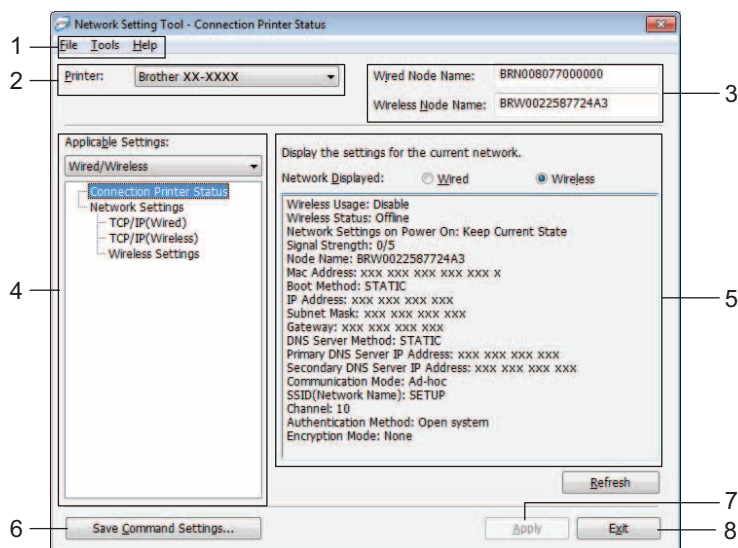 Network Setting Tool - Connection Printer Status
1
File Tools Help
2
Printer: Brother XX-XXXX
Wired Node Name: BRN008077000000
Wireless Node Name: BRW0022587724A3
3
Applicable Settings:
Wired/Wireless
Connection Printer Status
Network Settings
TCP/IP(Wired)
TCP/IP(Wireless)
Wireless Settings
4
Display the settings for the current network.
Network Displayed: Wired Wireless
Wireless Usage: Disable
Wireless Status: Offline
Network Settings on Power On: Keep Current State
Signal Strength: 0/5
Node Name: BRW0022587724A3
Mac Address: xxx xxx xxx xxx xxx x
Boot Method: STATIC
IP Address: xxx xxx xxx xxx
Subnet Mask: xxx xxx xxx xxx
Gateway: xxx xxx xxx xxx
DNS Server Method: STATIC
Primary DNS Server IP Address: xxx xxx xxx xxx
Secondary DNS Server IP Address: xxx xxx xxx xxx
Communication Mode: Ad-hoc
SSID(Network Name): SETUP
Channel: 10
Authentication Method: Open system
Encryption Mode: None
5
Refresh
6
Save Command Settings...
7
Apply
Exit
8